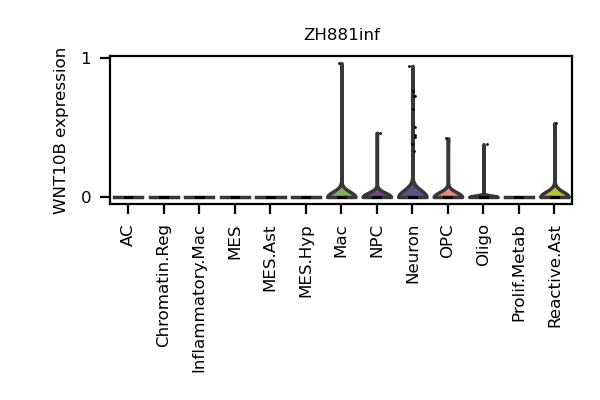 ZH881inf
WNT10B expression
1
0
AC
Chromatin.Reg
Inflammatory.Mac
MES
MES.Ast
MES.Hyp
Mac
NPC
Neuron
OPC
Oligo
Prolif.Metab
Reactive.Ast